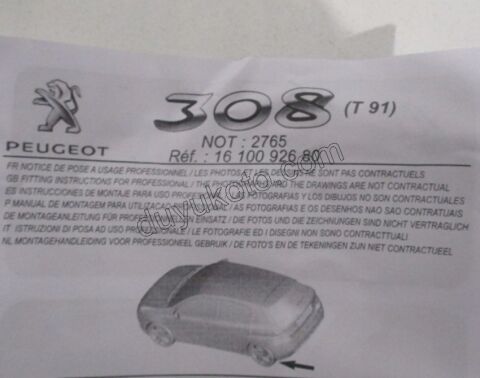 308 (T 91)
PEUGEOT
NOT : 2765
Réf. : 16 100 926 80
FR NOTICE DE POSE A USAGE PROFESSIONNEL / LES PHOTOS ET LES DESSINS NE SONT PAS CONTRACTUELS
GB FITTING INSTRUCTIONS FOR PROFESSIONAL / THE PHOTOS AND THE DRAWINGS ARE NOT CONTRACTUAL
ES INSTRUCCIONES DE MONTAJE PARA USO PROFESIONAL / FOTOGRAFIAS Y LOS DIBUJOS NO SON CONTRACTUALES
P MANUAL DE MONTAGEM PARA UTILIZACAO PROFISSIONAL / AS FOTOGRAFIAS E OS DESENHOS NAO SAO CONTRATUAIS
DE MONTAGEANLEITUNG FÜR PROFESSIONELLEN EINSATZ / DIE FOTOS UND DIE ZEICHNUNGEN SIND NICHT VERTRAGLICH
IT ISTRUZIONI DI POSA AD USO PROFESSIONALE / LE FOTOGRAFIE ED I DISEGNI NON SONO CONTRACTTUALI
NL MONTAGEHANDLEIDING VOOR PROFESSIONEEL GEBRUIK / DE FOTO'S EN DE TEKENINGEN ZIJN NIET CONTRACTUEEL
duyukoto.com